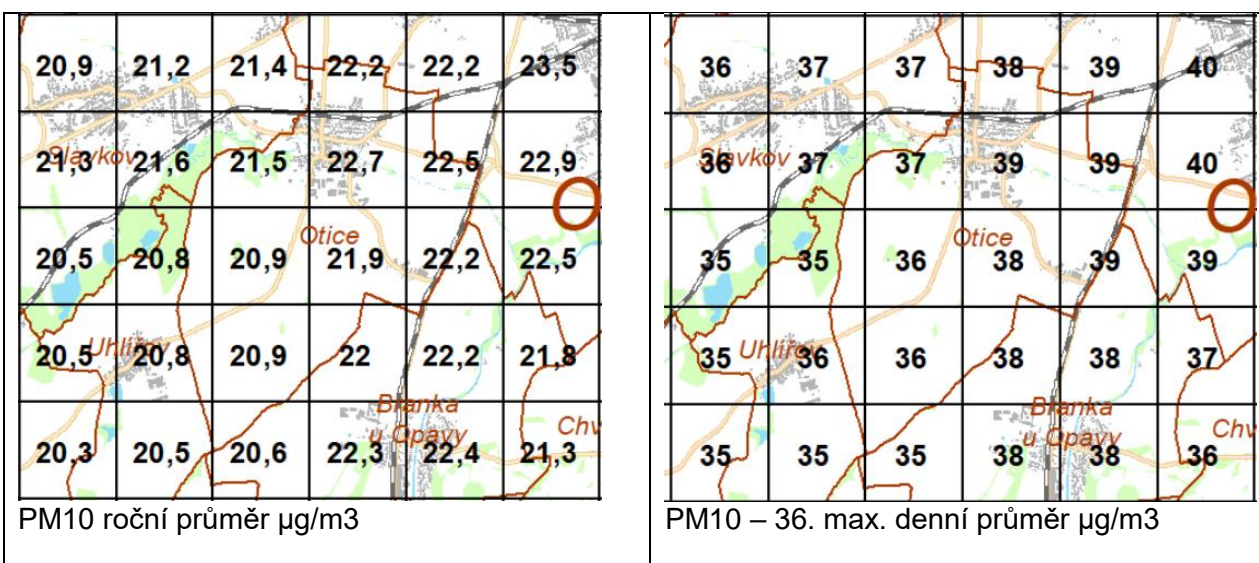 20,9 21,2 21,4 22,2 22,2 23,5
Slavkov
21,3 21,6 21,5 22,7 22,5 22,9
Otice
20,5 20,8 20,9 21,9 22,2 22,5
Uhlířov
20,5 20,8 20,9 22 22,2 21,8
Branka
u Opavy
Chv
20,3 20,5 20,6 22,3 22,4 21,3
PM10 roční průměr µg/m3
36 37 37 38 39 40
Slavkov
36 37 37 39 39 40
Otice
35 35 36 38 39 39
Uhlířov
35 36 36 38 38 37
Branka
u Opavy
Chv
35 35 35 38 38 36
PM10 – 36. max. denní průměr µg/m3